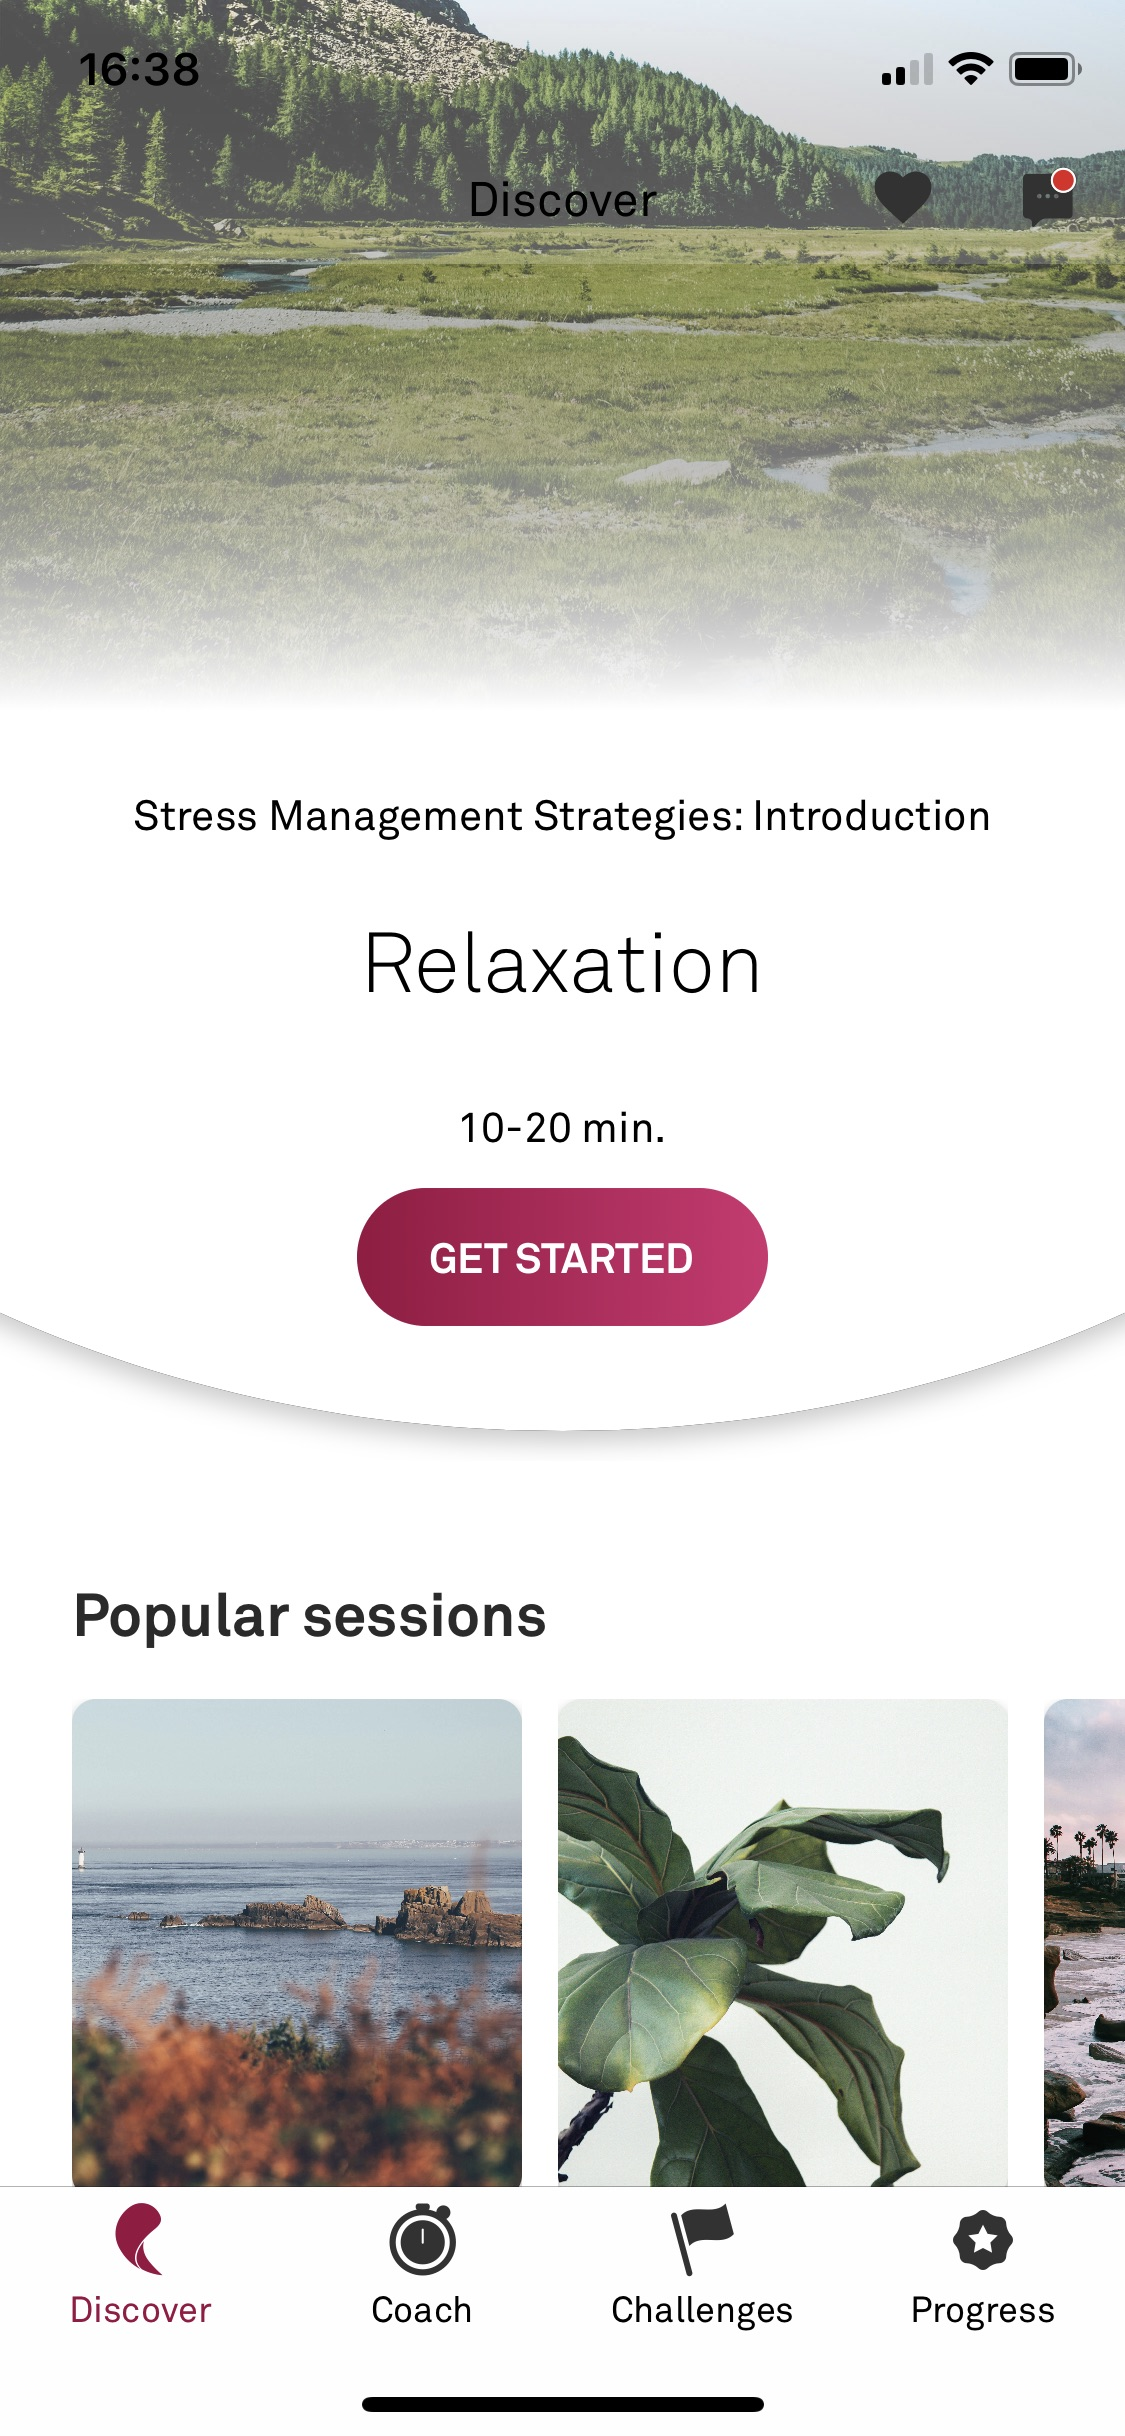 16:38
Discover
Stress Management Strategies: Introduction
Relaxation
10-20 min.
GET STARTED
Popular sessions
Discover
Coach
Challenges
Progress